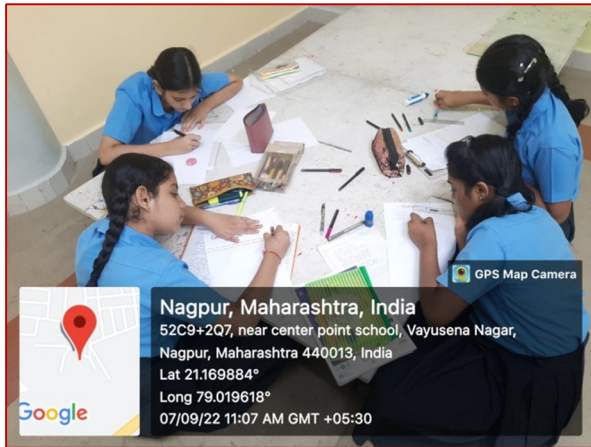 GPS Map Camera
Nagpur, Maharashtra, India
52C9+2Q7, near center point school, Vayusena Nagar,
Nagpur, Maharashtra 440013, India
Lat 21.169884°
Long 79.019618°
07/09/22 11:07 AM GMT +05:30
Google